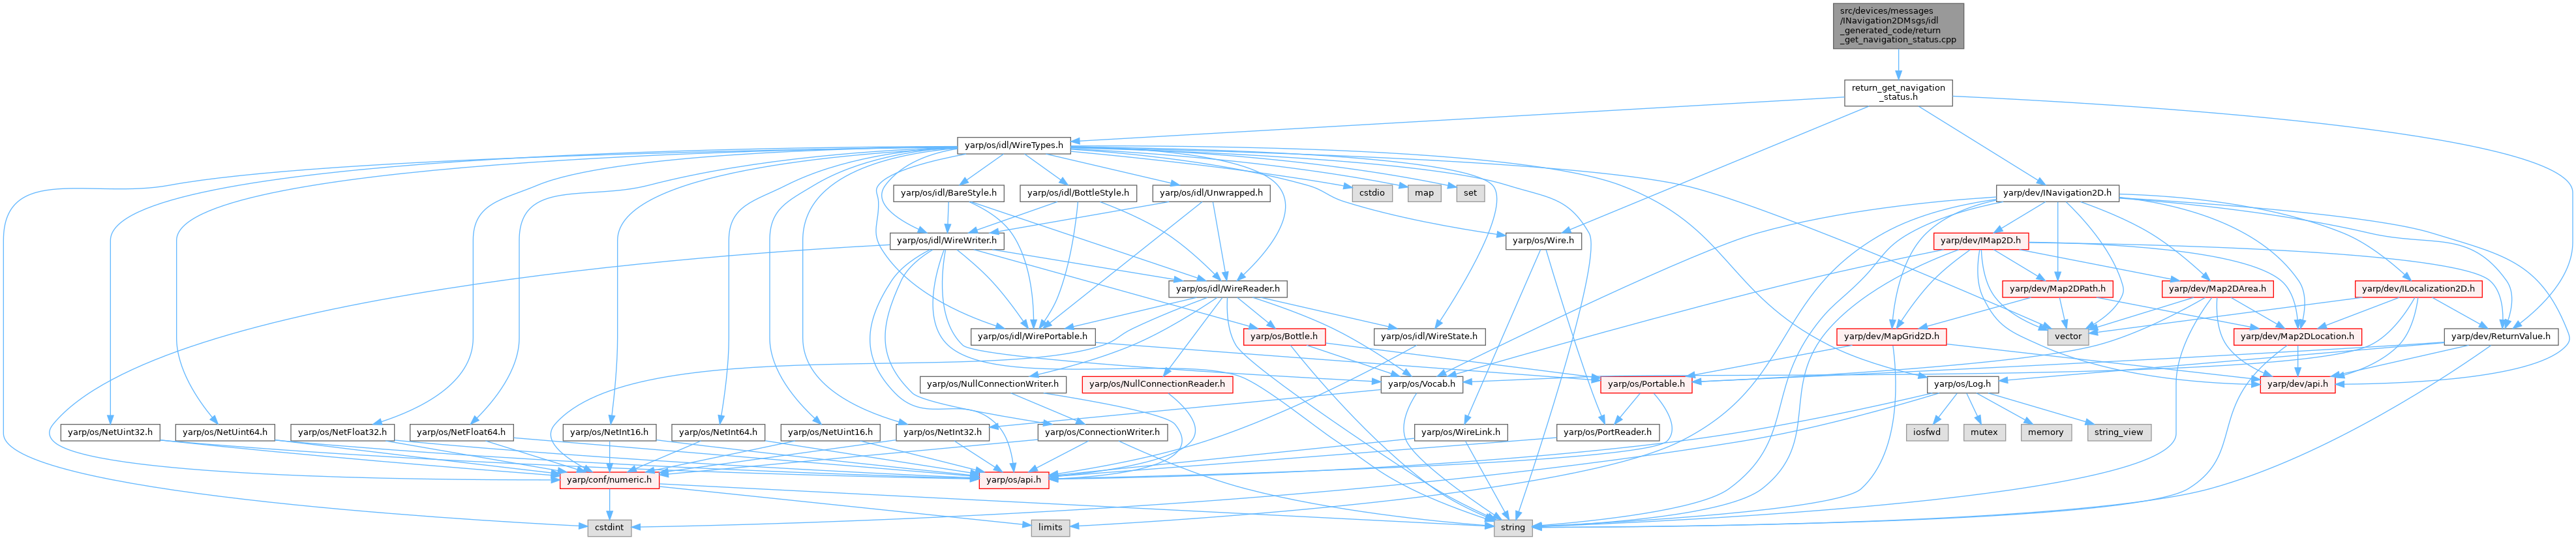 src/devices/messages
/INavigation2DMsgs/idl
_generated_code/return
_get_navigation_status.cpp
return_get_navigation
_status.h
yarp/os/idl/WireTypes.h
yarp/os/idl/BareStyle.h
yarp/os/idl/BottleStyle.h
yarp/os/idl/Unwrapped.h
cstdio
map
set
yarp/dev/INavigation2D.h
yarp/os/idl/WireWriter.h
yarp/os/Wire.h
yarp/dev/IMap2D.h
yarp/os/idl/WireReader.h
yarp/dev/Map2DPath.h
yarp/dev/Map2DArea.h
yarp/dev/ILocalization2D.h
yarp/os/idl/WirePortable.h
yarp/os/Bottle.h
yarp/os/idl/WireState.h
yarp/dev/MapGrid2D.h
vector
yarp/dev/Map2DLocation.h
yarp/dev/ReturnValue.h
yarp/os/NullConnectionWriter.h
yarp/os/NullConnectionReader.h
yarp/os/Vocab.h
yarp/os/Portable.h
yarp/os/Log.h
yarp/dev/api.h
yarp/os/NetUint32.h
yarp/os/NetUint64.h
yarp/os/NetFloat32.h
yarp/os/NetFloat64.h
yarp/os/NetInt16.h
yarp/os/NetInt64.h
yarp/os/NetUint16.h
yarp/os/NetInt32.h
yarp/os/ConnectionWriter.h
yarp/os/WireLink.h
yarp/os/PortReader.h
iosfwd
mutex
memory
string_view
yarp/conf/numeric.h
yarp/os/api.h
cstdint
limits
string